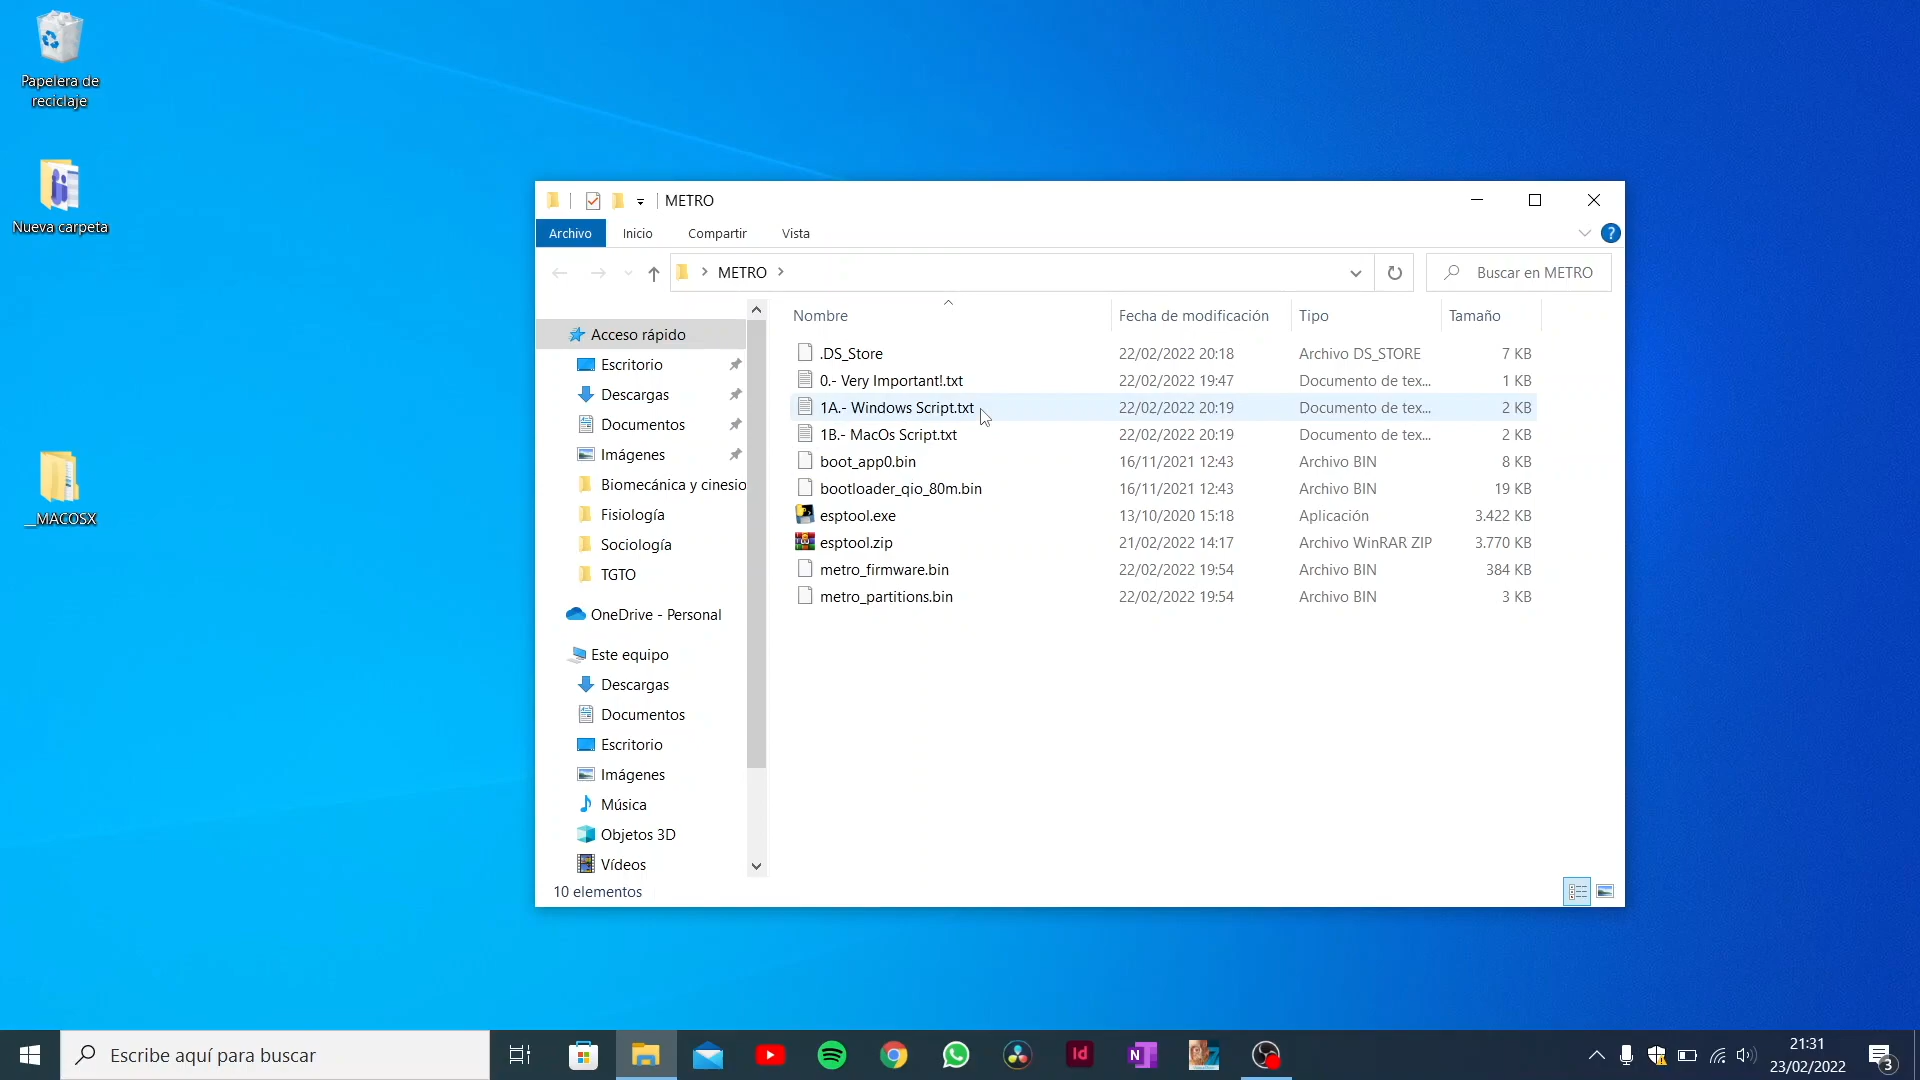 Papelera de
reciclaje
Nueva carpeta
__MACOSX
METRO
Archivo Inicio Compartir Vista
?
METRO
Buscar en METRO
Nombre Fecha de modificación Tipo Tamaño
Acceso rápido
Escritorio
Descargas
Documentos
Imágenes
Biomecánica y cinesio
Fisiología
Sociología
TGTO
OneDrive - Personal
Este equipo
Descargas
Documentos
Escritorio
Imágenes
Música
Objetos 3D
Vídeos
.DS_Store 22/02/2022 20:18 Archivo DS_STORE 7 KB
0.- Very Important!.txt 22/02/2022 19:47 Documento de tex... 1 KB
1A.- Windows Script.txt 22/02/2022 20:19 Documento de tex... 2 KB
1B.- MacOs Script.txt 22/02/2022 20:19 Documento de tex... 2 KB
boot_app0.bin 16/11/2021 12:43 Archivo BIN 8 KB
bootloader_qio_80m.bin 16/11/2021 12:43 Archivo BIN 19 KB
esptool.exe 13/10/2020 15:18 Aplicación 3.422 KB
esptool.zip 21/02/2022 14:17 Archivo WinRAR ZIP 3.770 KB
metro_firmware.bin 22/02/2022 19:54 Archivo BIN 384 KB
metro_partitions.bin 22/02/2022 19:54 Archivo BIN 3 KB
10 elementos
Escribe aquí para buscar
Id
N
21:31
23/02/2022
3